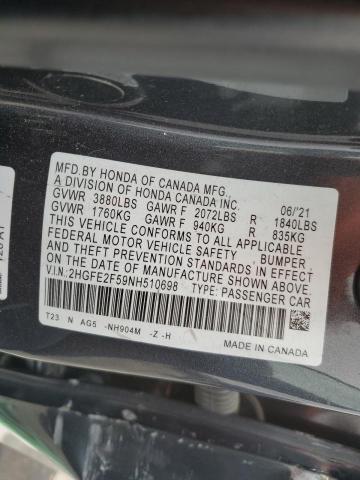 MFD.BY HONDA OF CANADA MFG.,
A DIVISION OF HONDA CANADA INC. 06/'21
GVWR 3880LBS GAWR F 2072LBS R 1840LBS
GVWR 1760KG GAWR F 940KG R 835KG
THIS VEHICLE CONFORMS TO ALL APPLICABLE
FEDERAL MOTOR VEHICLE SAFETY, BUMPER
AND THEFT PREVENTION STANDARDS IN EFFECT
ON THE DATE OF MANUFACTURE SHOWN ABOVE.
V.I.N:2HGFE2F59NH510698 TYPE: PASSENGER CAR
T23 N AG5 -NH904M -Z -H
MADE IN CANADA